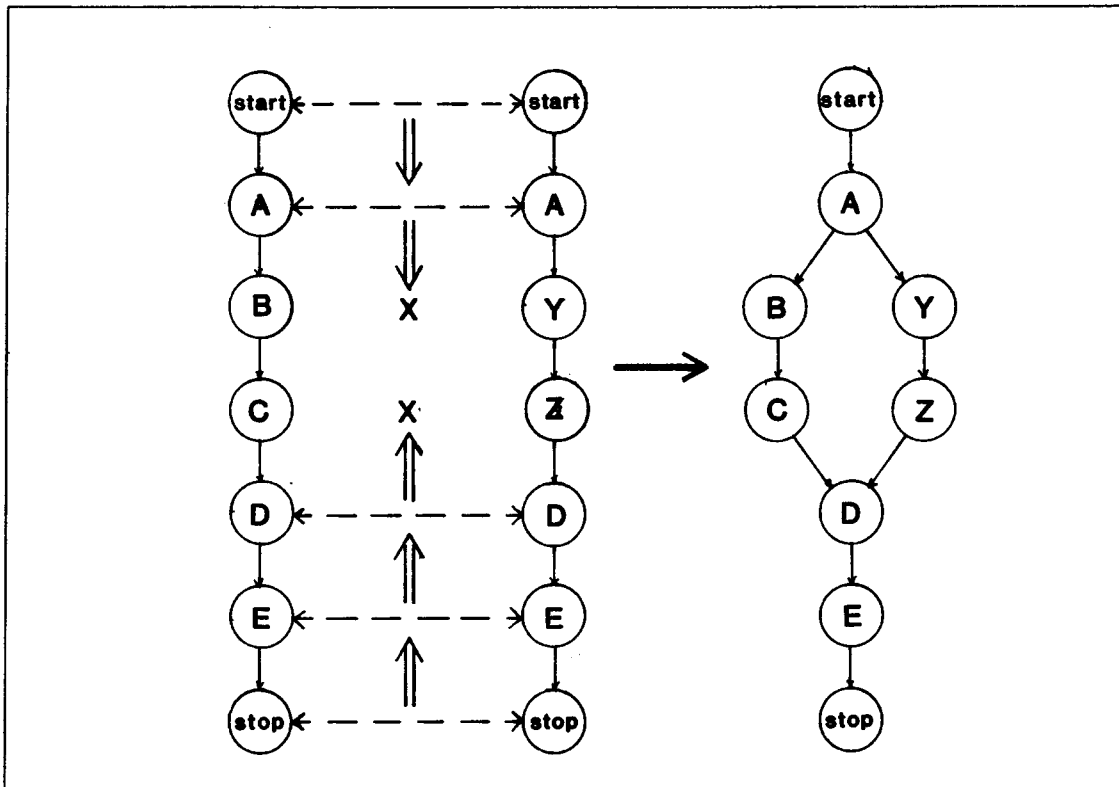 start start start
A A A
B X Y B Y
C X Z C Z
D D D
E E E
stop stop stop